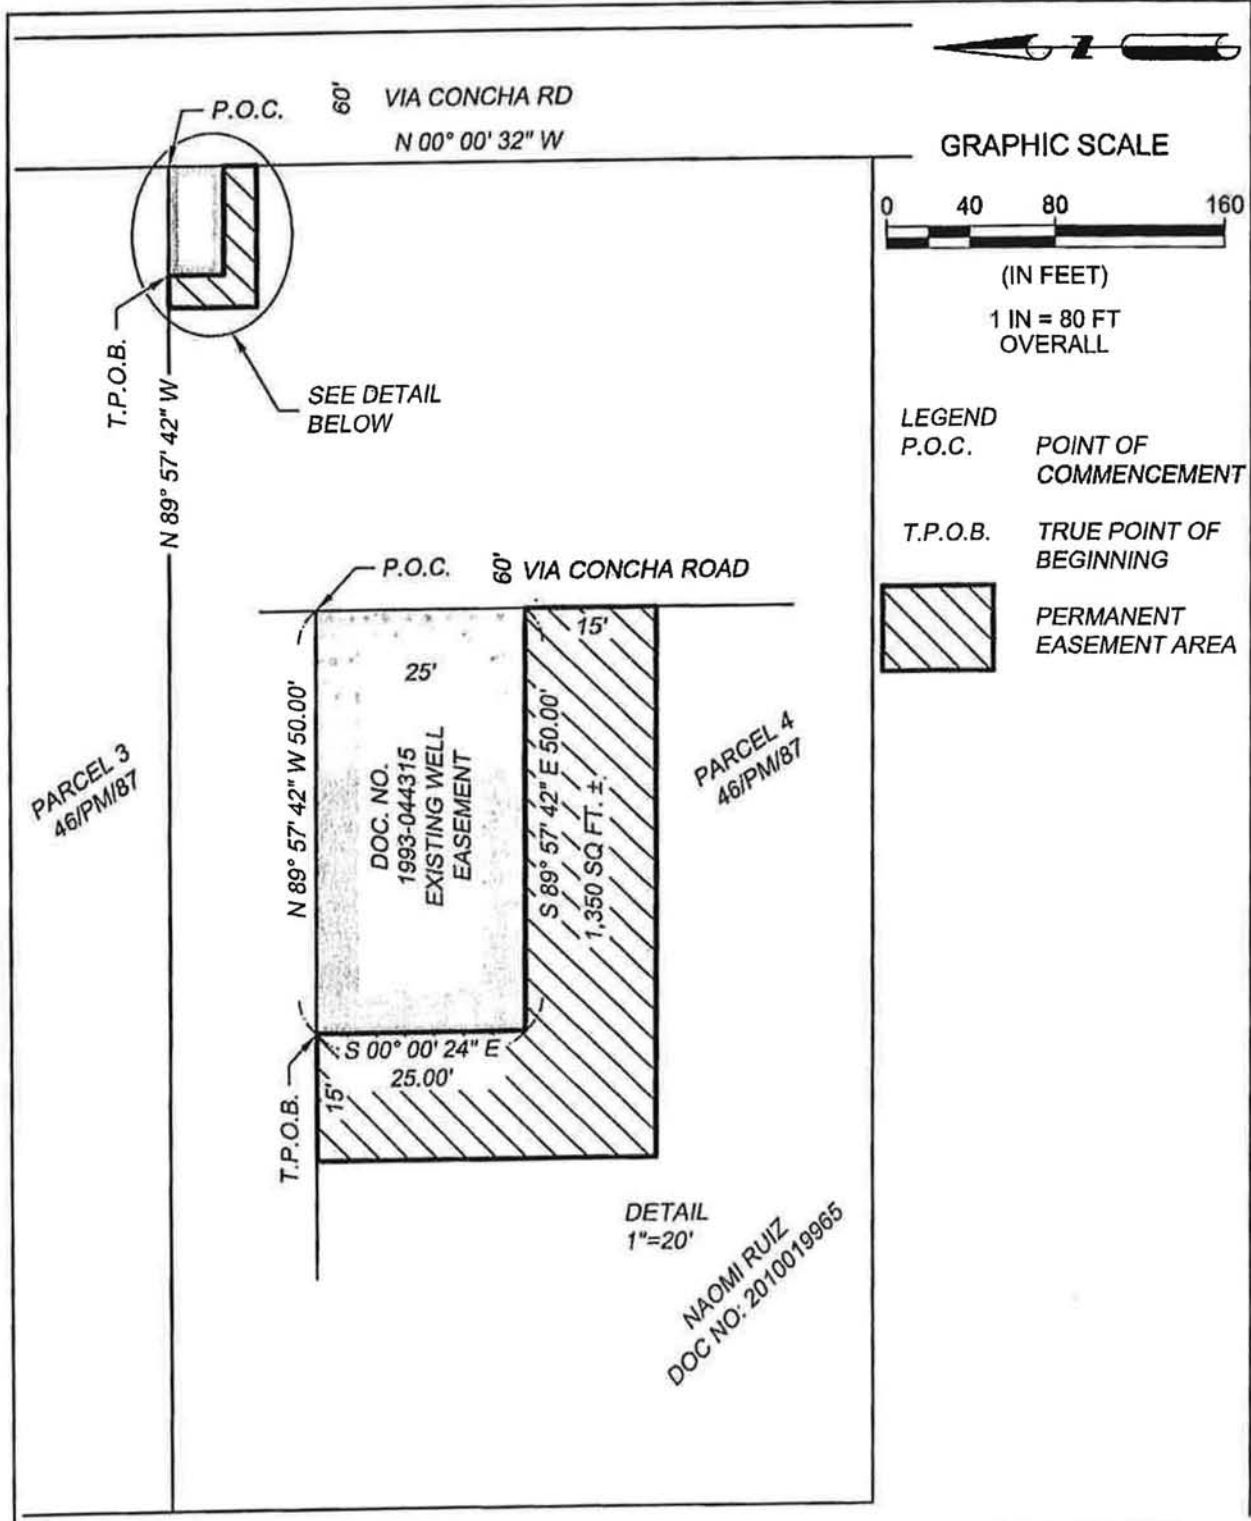 P.O.C.
60'
VIA CONCHA RD
N 00° 00' 32" W
Z
GRAPHIC SCALE
0 40 80 160
(IN FEET)
1 IN = 80 FT
OVERALL
T.P.O.B.
N 89° 57' 42" W
SEE DETAIL
BELOW
LEGEND
P.O.C. POINT OF
COMMENCEMENT
T.P.O.B. TRUE POINT OF
BEGINNING
PERMANENT
EASEMENT AREA
P.O.C.
60'
VIA CONCHA ROAD
15'
25'
N 89° 57' 42" W 50.00'
DOC. NO.
1993-044315
EXISTING WELL
EASEMENT
S 89° 57' 42" E 50.00'
1,350 SQ FT. ±.
PARCEL 3
46/PM/87
PARCEL 4
46/PM/87
S 00° 00' 24" E
25.00'
15'
T.P.O.B.
DETAIL
1"=20'
NAOMI RUIZ
DOC NO: 2010019965